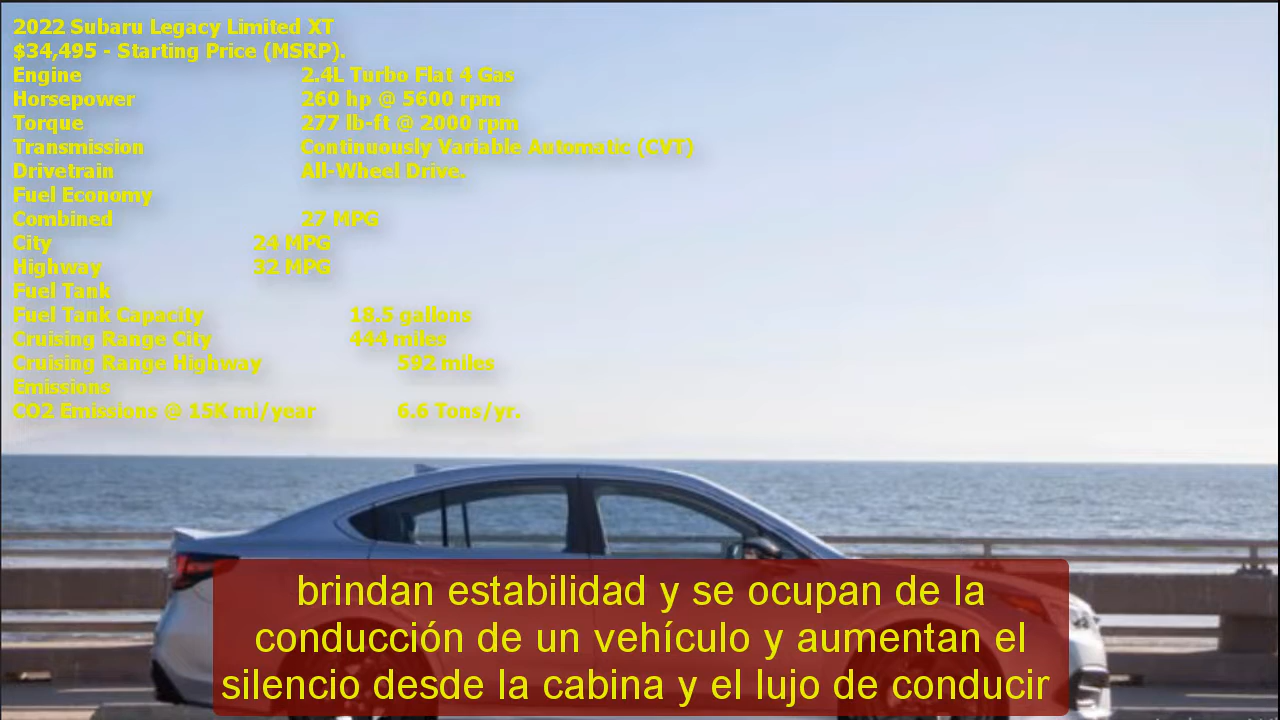 2022 Subaru Legacy Limited XT
$34,495 - Starting Price (MSRP).
Engine 2.4L Turbo Flat 4 Gas
Horsepower 260 hp @ 5600 rpm
Torque 277 lb-ft @ 2000 rpm
Transmission Continuously Variable Automatic (CVT)
Drivetrain All-Wheel Drive.
Fuel Economy
Combined 27 MPG
City 24 MPG
Highway 32 MPG
Fuel Tank
Fuel Tank Capacity 18.5 gallons
Cruising Range City 444 miles
Cruising Range Highway 592 miles
Emissions
CO2 Emissions @ 15K mi/year 6.6 Tons/yr.
brindan estabilidad y se ocupan de la
conducción de un vehículo y aumentan el
silencio desde la cabina y el lujo de conducir